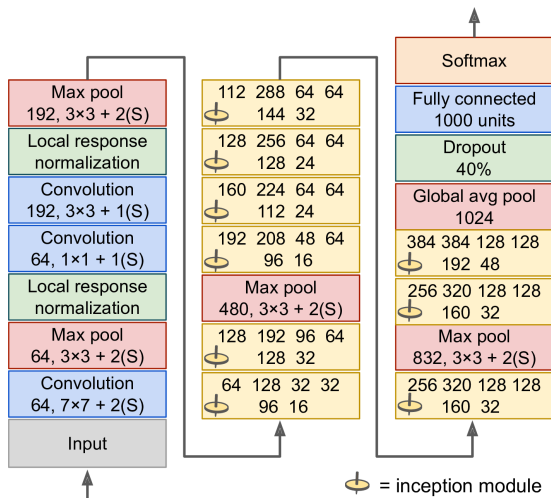 Max pool
192, 3×3 + 2(S)
Local response
normalization
Convolution
192, 3×3 + 1(S)
Convolution
64, 1×1 + 1(S)
Local response
normalization
Max pool
64, 3×3 + 2(S)
Convolution
64, 7×7 + 2(S)
Input
112 288 64 64
144 32
128 256 64 64
128 24
160 224 64 64
112 24
192 208 48 64
96 16
Max pool
480, 3×3 + 2(S)
128 192 96 64
128 32
64 128 32 32
96 16
Softmax
Fully connected
1000 units
Dropout
40%
Global avg pool
1024
384 384 128 128
192 48
256 320 128 128
160 32
Max pool
832, 3×3 + 2(S)
256 320 128 128
160 32
= inception module